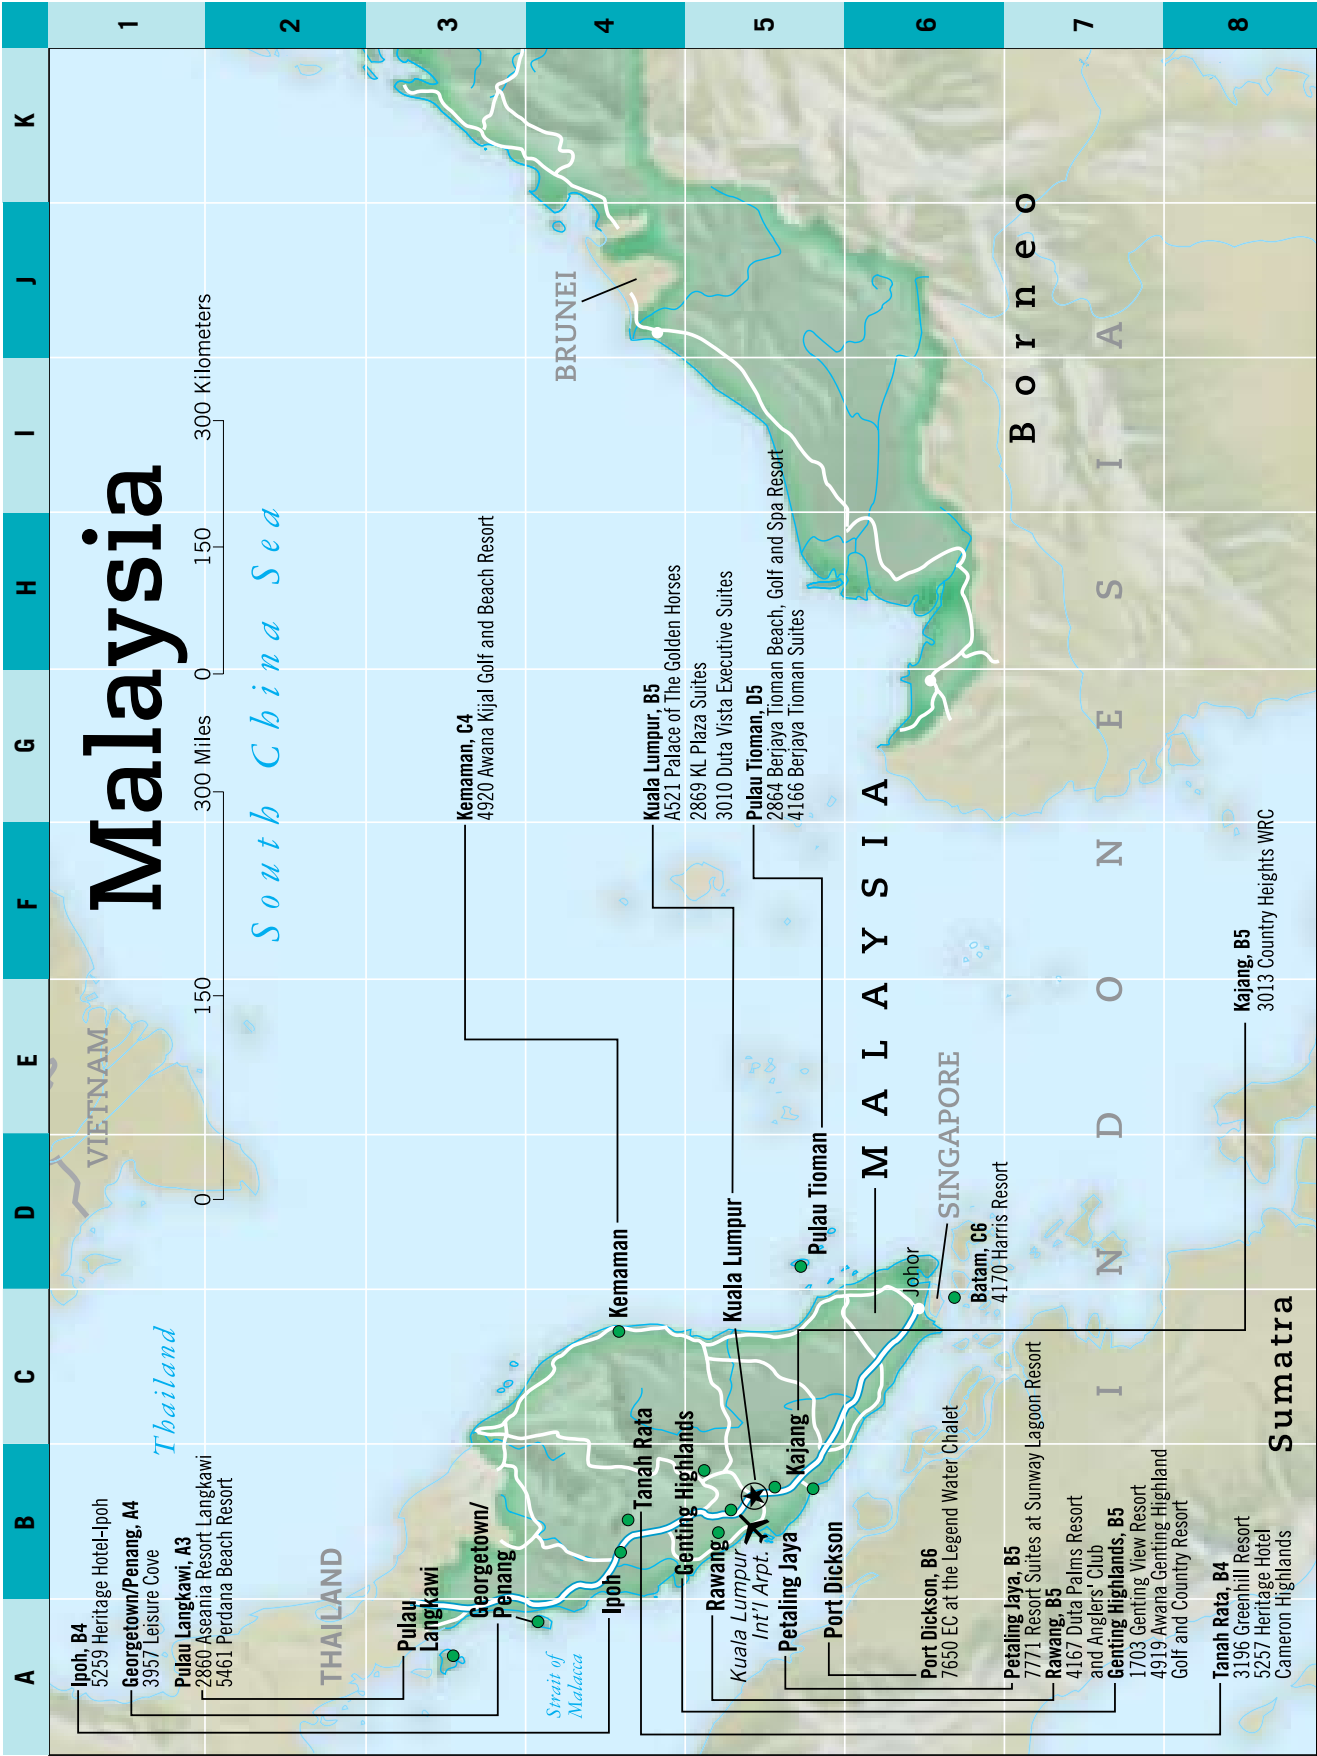 Malaysia
1
2
3
4
5
6
7
8
A
B
C
D
E
F
G
H
I
J
K
0
150
300 Miles
0
150
300 Kilometers
VIETNAM
South China Sea
Thailand
THAILAND
BRUNEI
Ipoh, B4
5259 Heritage Hotel-Ipoh
Georgetown/Penang, A4
3957 Leisure Cove
Pulau Langkawi, A3
2860 Aseania Resort Langkawi
5461 Perdana Beach Resort
Kemaman, C4
4920 Awana Kijal Golf and Beach Resort
Kuala Lumpur, B5
A521 Palace of The Golden Horses
2869 KL Plaza Suites
3010 Duta Vista Executive Suites
Pulau Tioman, D5
2864 Berjaya Tioman Beach, Golf and Spa Resort
4166 Berjaya Tioman Suites
Pulau
Langkawi
Georgetown/
Penang
Strait of
Malacca
Ipoh
Kemaman
Tanah Rata
Genting Highlands
Rawang
Kuala Lumpur
Kuala Lumpur
Int'l Arpt.
Petaling Jaya
Kajang
Port Dickson
Pulau Tioman
MALAYSIA
Johor
SINGAPORE
Batam, C6
4170 Harris Resort
Borneo
INDONESIA
Sumatra
Port Dickson, B6
7650 EC at the Legend Water Chalet
Petaling Jaya, B5
7771 Resort Suites at Sunway Lagoon Resort
Rawang, B5
4167 Duta Palms Resort
and Anglers' Club
Genting Highlands, B5
1703 Genting View Resort
4919 Awana Genting Highland
Golf and Country Resort
Tanah Rata, B4
3196 Greenhill Resort
5257 Heritage Hotel
Cameron Highlands
Kajang, B5
3013 Country Heights WRC